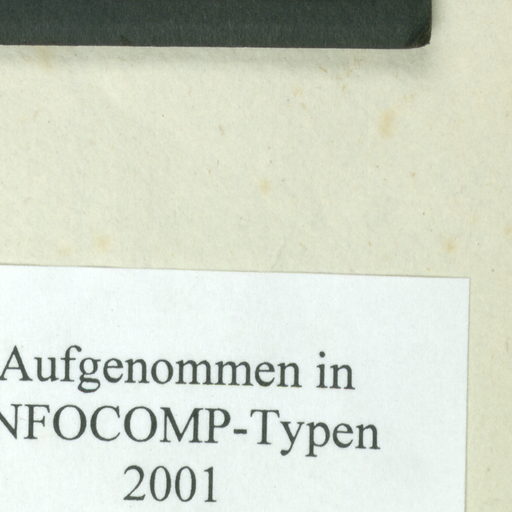 Aufgenommen in
NFOCOMP-Typen
2001